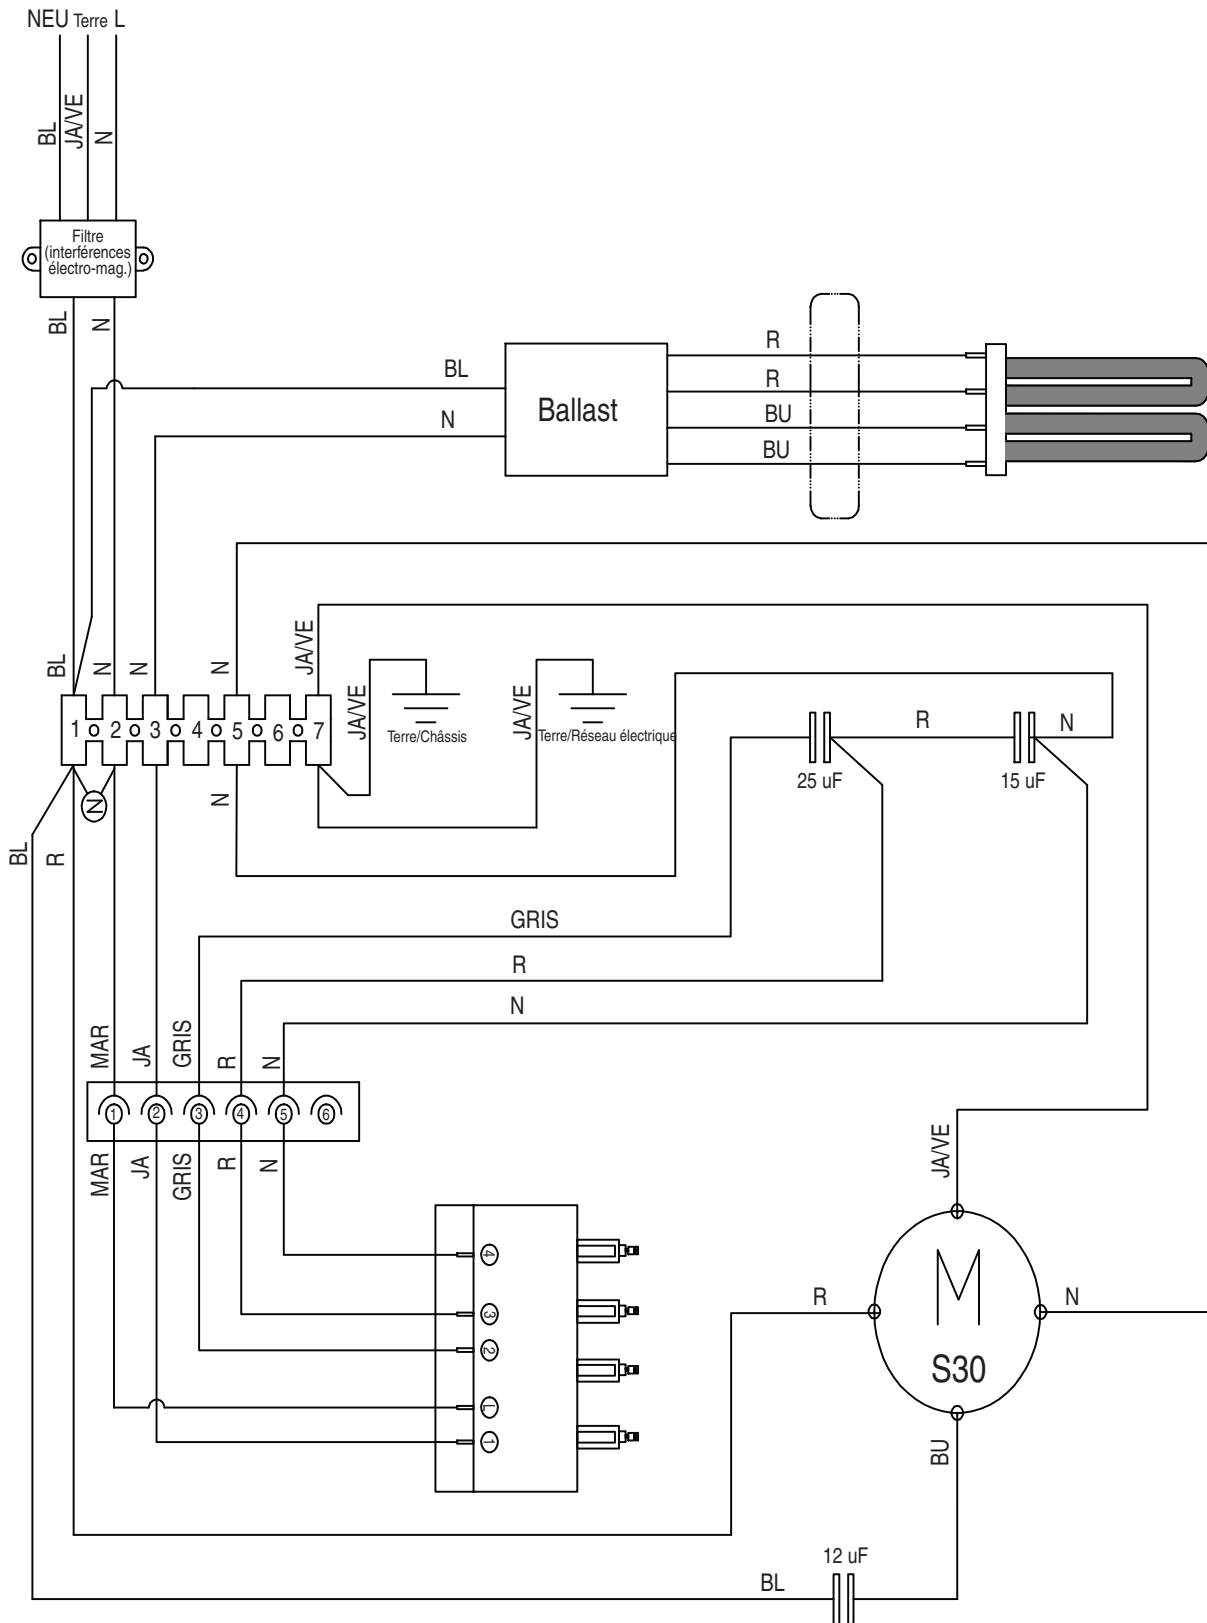 NEU Terre L
BL
JA/VE
N
Filtre
(interférences
électro-mag.)
BL
N
BL
N
Ballast
R
R
BU
BU
BL
N
N
N
JA/VE
1
2
3
4
5
6
7
JA/VE
Terre/Châssis
JA/VE
Terre/Réseau électrique
R
N
25 uF
15 uF
N
N
BL
R
GRIS
R
N
MAR
JA
GRIS
R
N
1
2
3
4
5
6
MAR
JA
GRIS
R
N
4
3
2
L
1
JA/VE
R
M
N
S30
BU
12 uF
BL